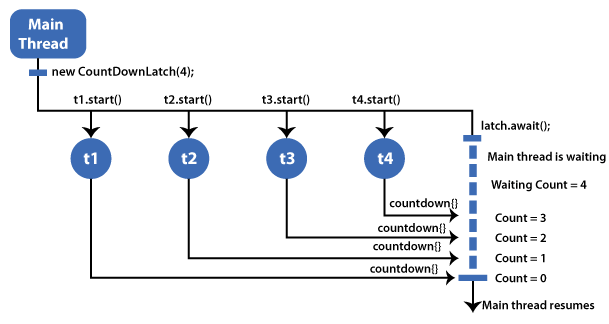 Main
Thread
new CountDownLatch(4);
t1.start()
t2.start()
t3.start()
t4.start()
latch.await();
t1
t2
t3
t4
Main thread is waiting
Waiting Count = 4
countdown{}
Count = 3
countdown{}
Count = 2
countdown{}
Count = 1
countdown{}
Count = 0
Main thread resumes